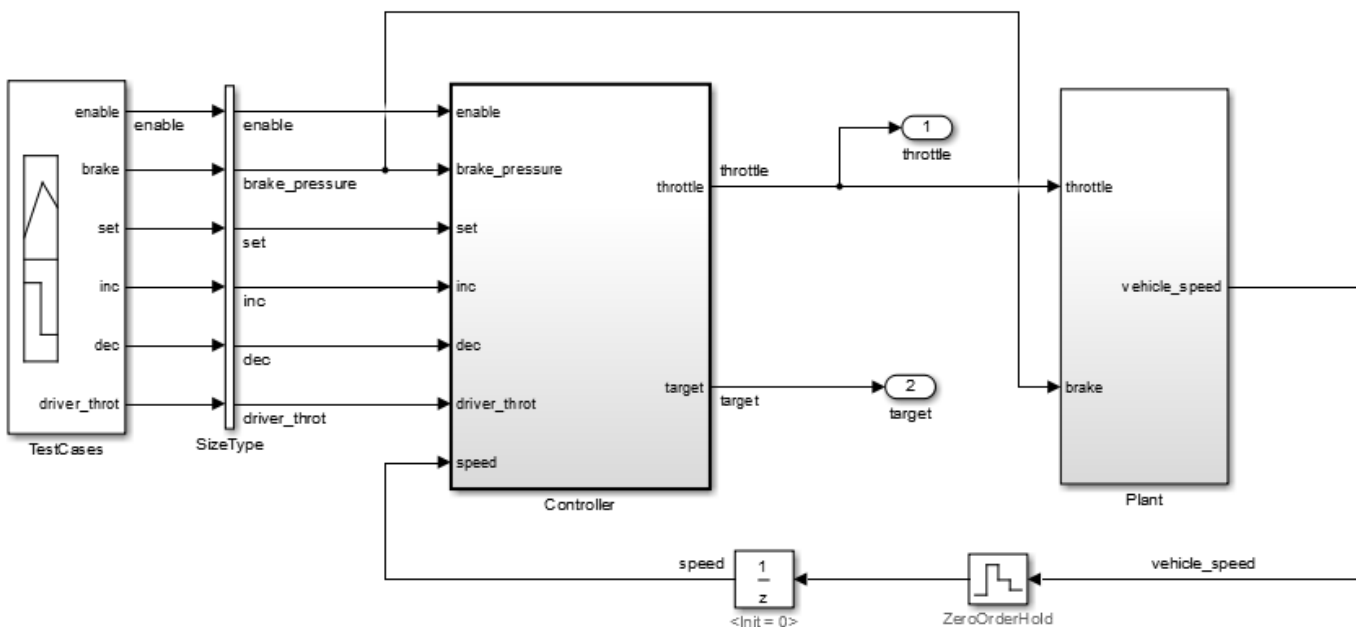 enable
brake
set
inc
dec
driver_throt
TestCases
enable
SizeType
enable
brake_pressure
set
inc
dec
driver_throt
enable
brake_pressure
set
inc
dec
driver_throt
speed
throttle
target
Controller
throttle
target
1
throttle
2
target
throttle
brake
vehicle_speed
Plant
speed
1
z
<Init = 0>
ZeroOrderHold
vehicle_speed